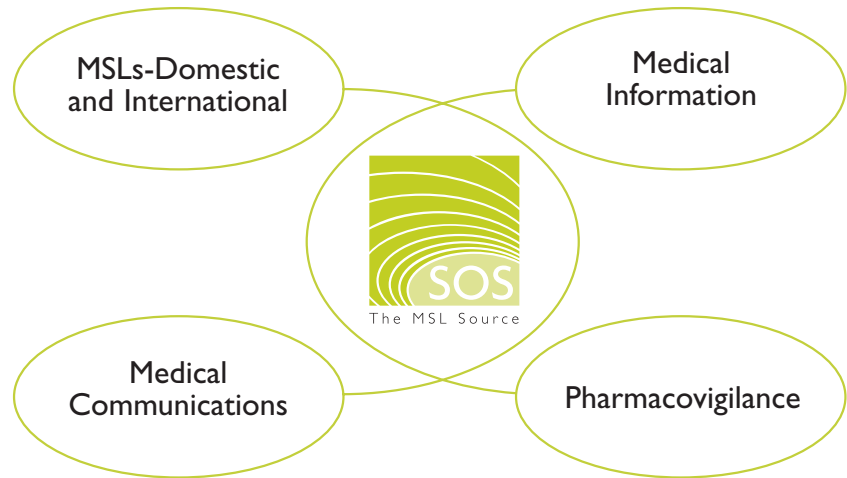 MSLs-Domestic
and International
Medical
Information
SOS
The MSL Source
Medical
Communications
Pharmacovigilance